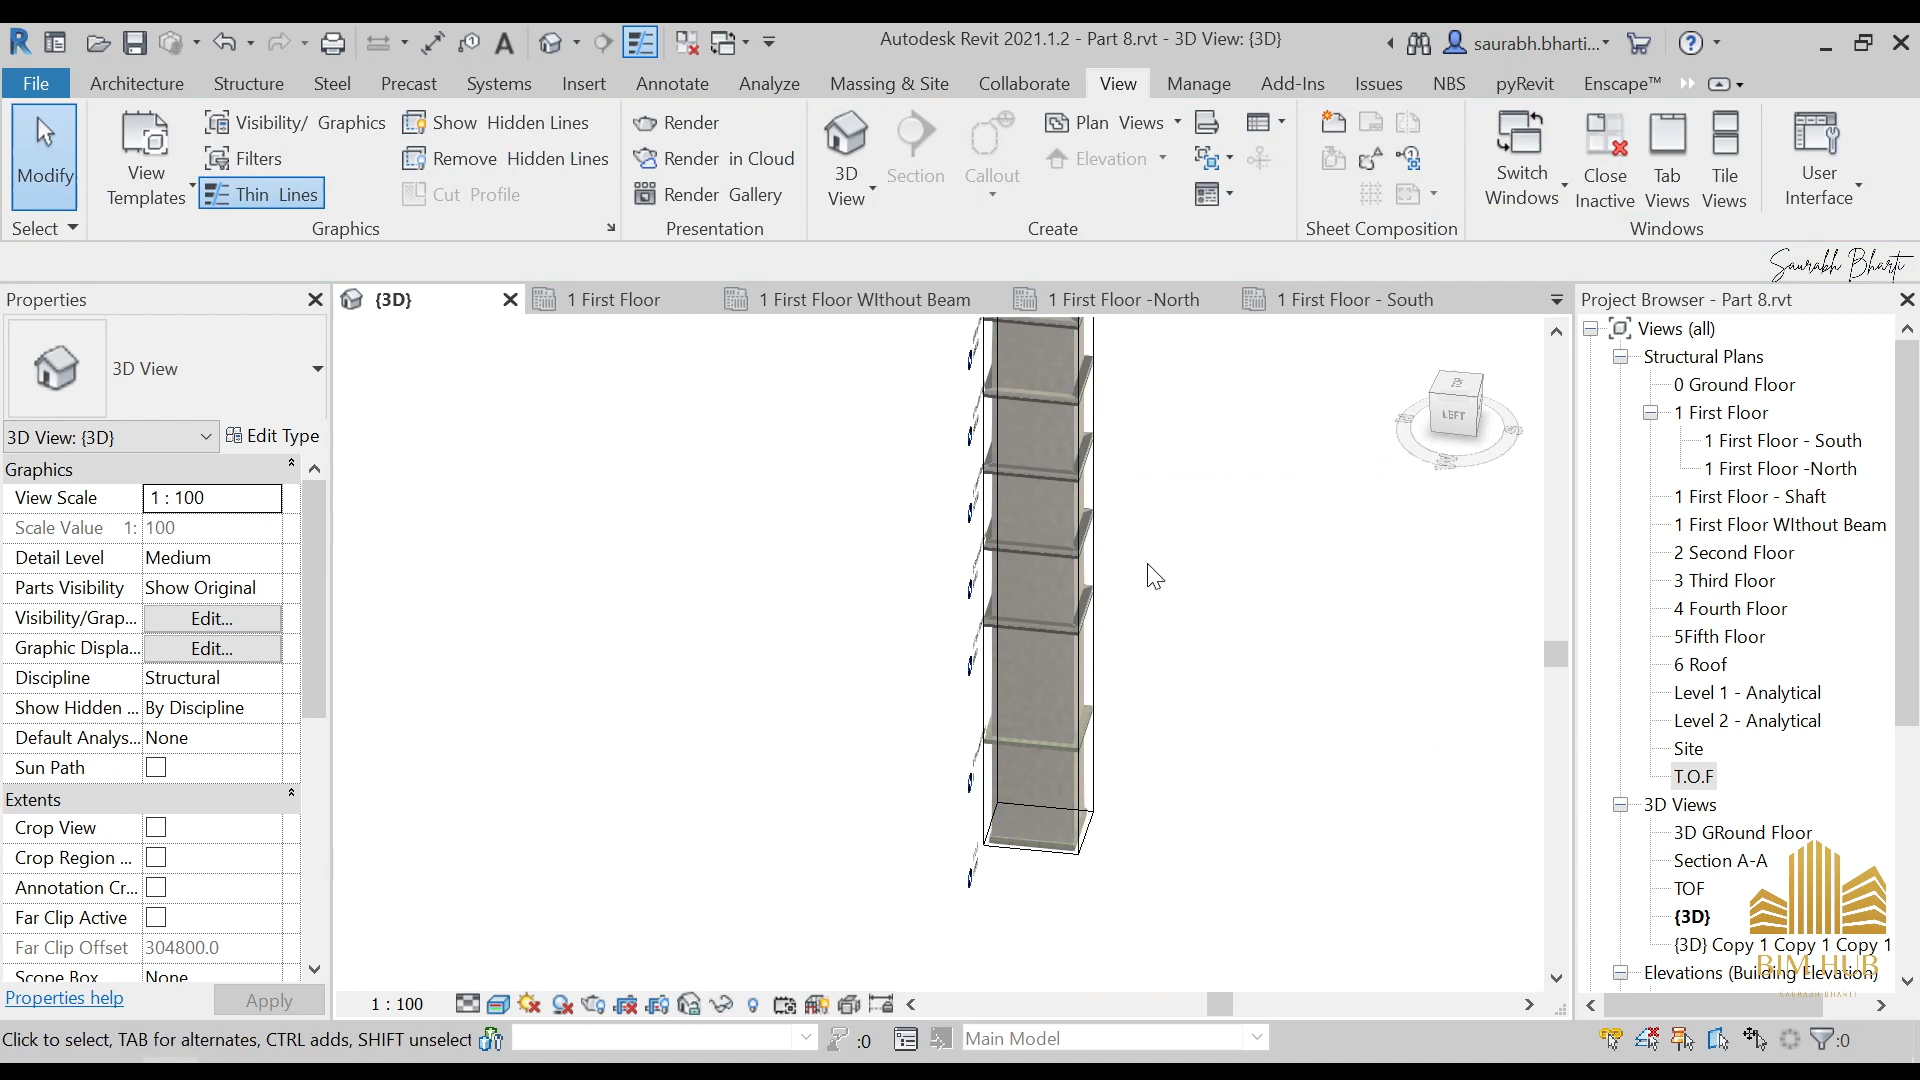 Autodesk Revit 2021.1.2 - Part 8.rvt - 3D View: {3D}
saurabh.bharti...
File Architecture Structure Steel Precast Systems Insert Annotate Analyze Massing & Site Collaborate View Manage Add-Ins Issues NBS pyRevit Enscape™
Modify
View Templates
Visibility/ Graphics
Filters
Thin Lines
Show Hidden Lines
Remove Hidden Lines
Cut Profile
Render
Render in Cloud
Render Gallery
3D View
Section
Callout
Plan Views
Elevation
Switch Windows
Close Inactive
Tab Views
Tile Views
User Interface
Select Graphics Presentation Create Sheet Composition Windows
Saurabh Bharti
Properties
{3D} 1 First Floor 1 First Floor WIthout Beam 1 First Floor -North 1 First Floor - South
Project Browser - Part 8.rvt
3D View
3D View: {3D} Edit Type
Graphics
View Scale 1 : 100
Scale Value 1: 100
Detail Level Medium
Parts Visibility Show Original
Visibility/Grap... Edit...
Graphic Displa... Edit...
Discipline Structural
Show Hidden ... By Discipline
Default Analys... None
Sun Path
Extents
Crop View
Crop Region ...
Annotation Cr...
Far Clip Active
Far Clip Offset 304800.0
Scope Box None
Properties help Apply
LEFT
Views (all)
Structural Plans
0 Ground Floor
1 First Floor
1 First Floor - South
1 First Floor -North
1 First Floor - Shaft
1 First Floor WIthout Beam
2 Second Floor
3 Third Floor
4 Fourth Floor
5Fifth Floor
6 Roof
Level 1 - Analytical
Level 2 - Analytical
Site
T.O.F
3D Views
3D GRound Floor
Section A-A
TOF
{3D}
{3D} Copy 1 Copy 1 Copy 1
Elevations (Building Elevation)
BIM HUB
SAURABH BHARTI
1 : 100
Click to select, TAB for alternates, CTRL adds, SHIFT unselect
:0
Main Model
:0